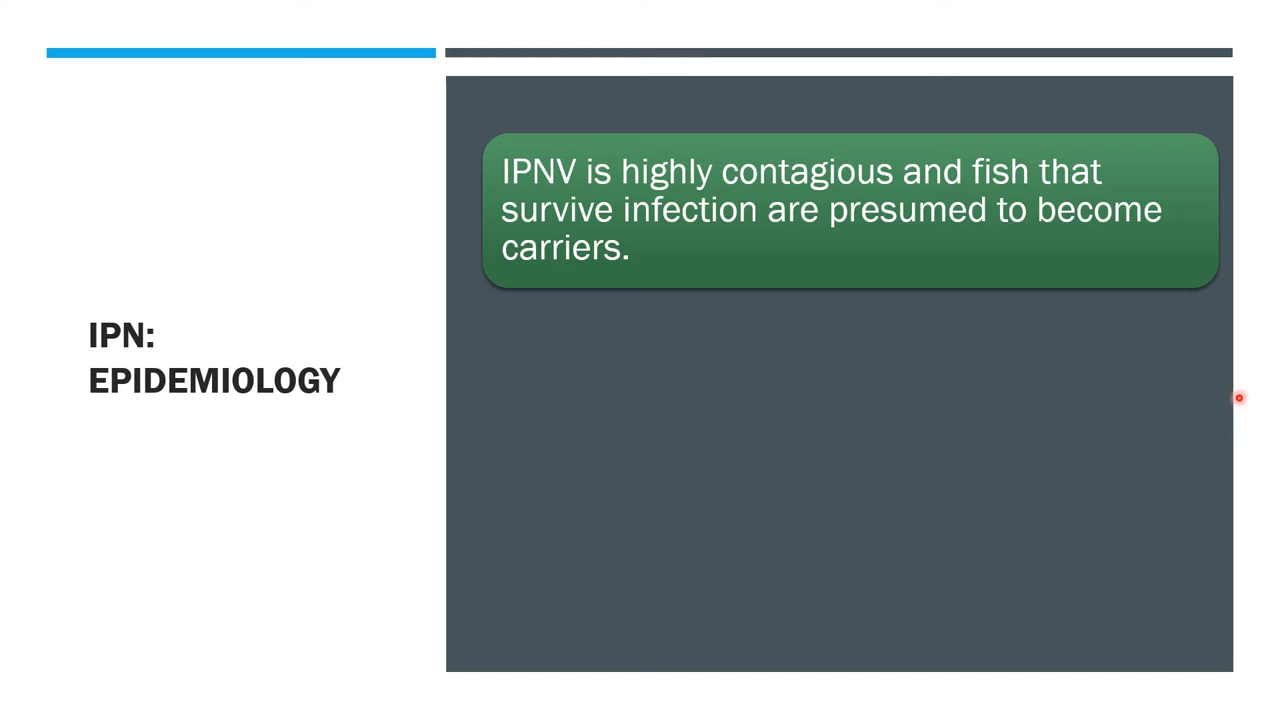 IPN:
EPIDEMIOLOGY
IPNV is highly contagious and fish that
survive infection are presumed to become
carriers.